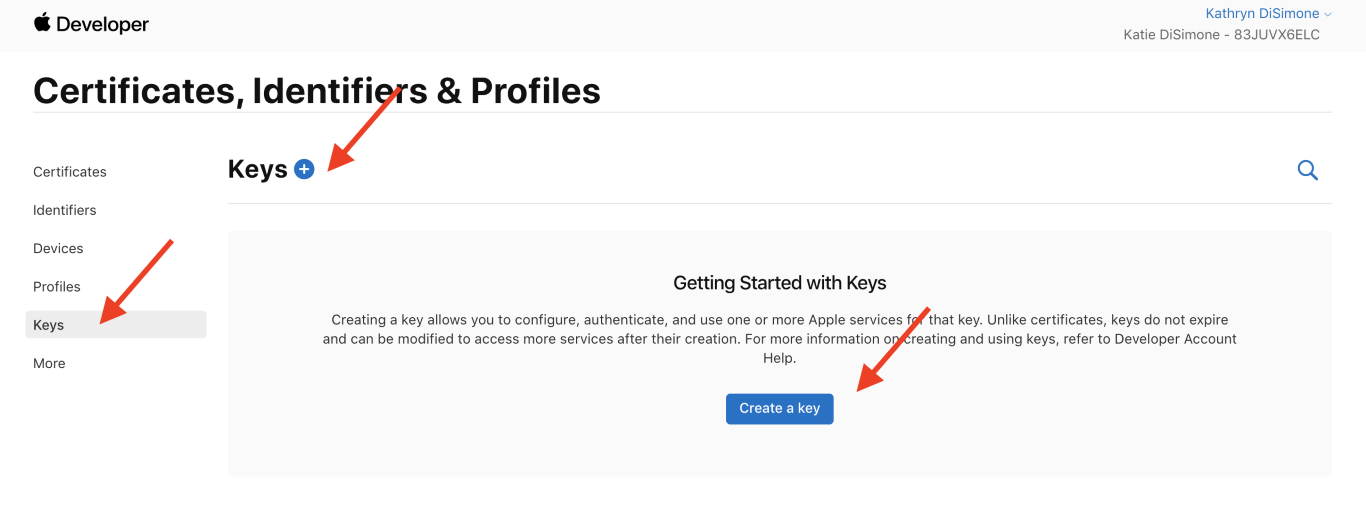 Developer
Kathryn DiSimone
Katie DiSimone - 83JUVX6ELC
Certificates, Identifiers & Profiles
Certificates
Identifiers
Devices
Profiles
Keys
More
Keys
Getting Started with Keys
Creating a key allows you to configure, authenticate, and use one or more Apple services for that key. Unlike certificates, keys do not expire
and can be modified to access more services after their creation. For more information on creating and using keys, refer to Developer Account
Help.
Create a key